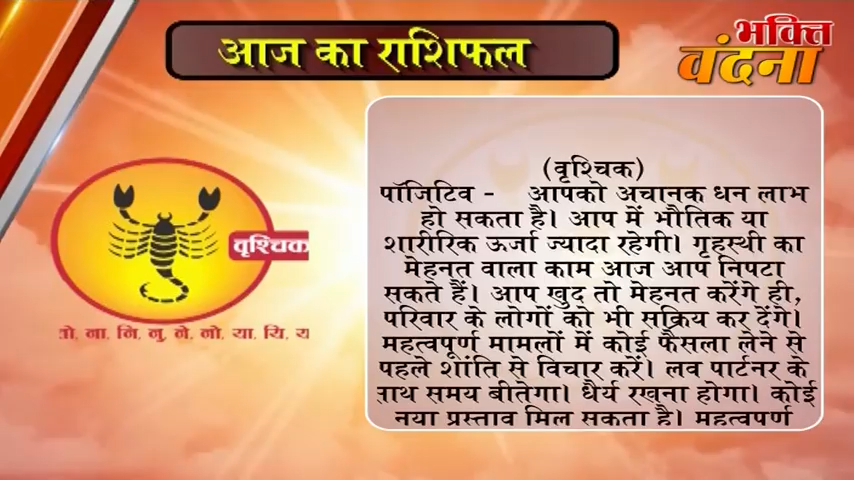 आज का राशिफल
भक्ति
वंदना
(वृश्चिक)
पॉजिटिव - आपको अचानक धन लाभ
हो सकता है। आप में भौतिक या
शारीरिक ऊर्जा ज्यादा रहेगी। गृहस्थी का
मेहनत वाला काम आज आप निपटा
सकते हैं। आप खुद तो मेहनत करेंगे ही,
परिवार के लोगों को भी सक्रिय कर देंगे।
महत्वपूर्ण मामलों में कोई फैसला लेने से
पहले शांति से विचार करें। लव पार्टनर के
समय बीतेगा। धैर्य रखना होगा। कोई
नया प्रस्ताव मिल सकता है। महत्वपूर्ण
वृश्चिक
ना, नि, नु, ने, नो, या, यि,